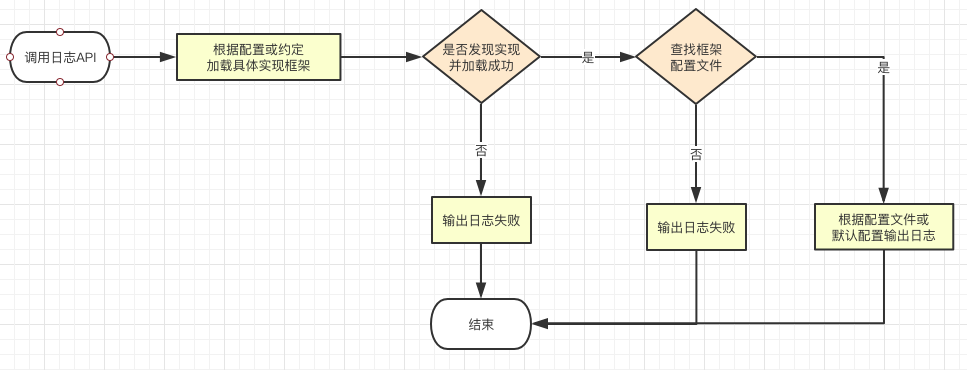 调用日志API
根据配置或约定
加载具体实现框架
是否发现实现
并加载成功
是
查找框架
配置文件
是
否
否
输出日志失败
输出日志失败
根据配置文件或
默认配置输出日志
结束